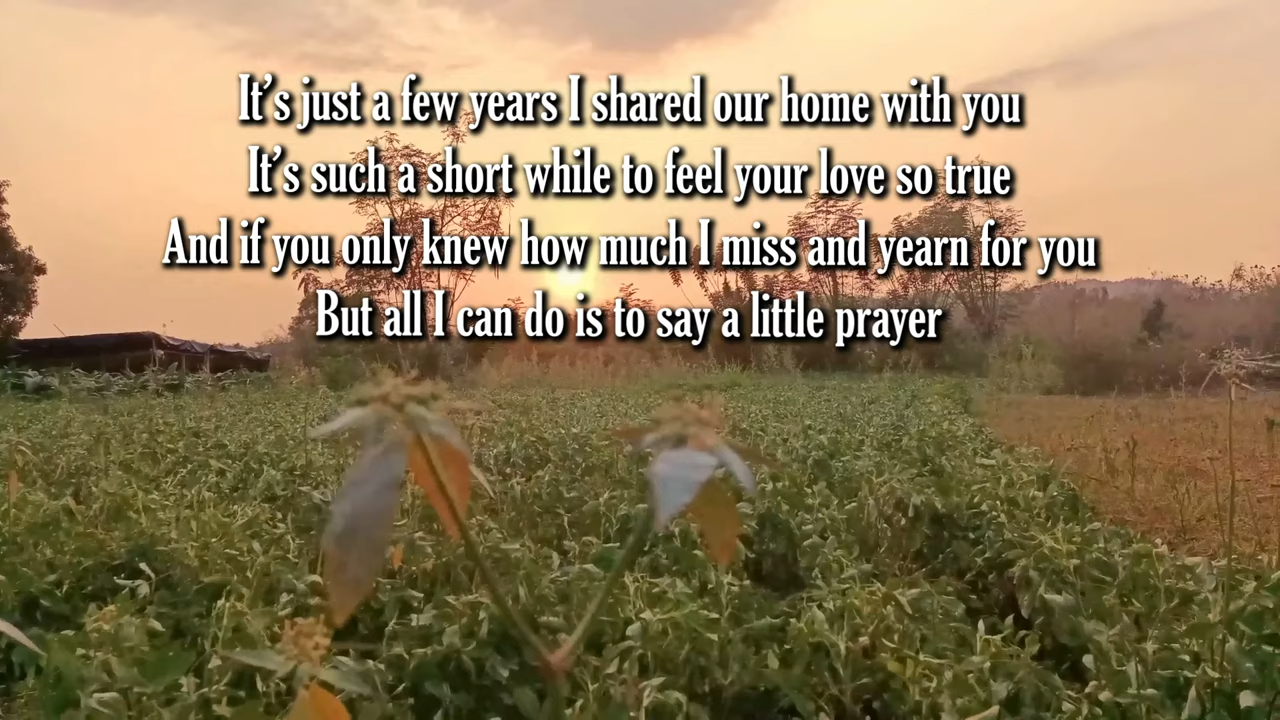 It's just a few years I shared our home with you
It's such a short while to feel your love so true
And if you only knew how much I miss and yearn for you
But all I can do is to say a little prayer